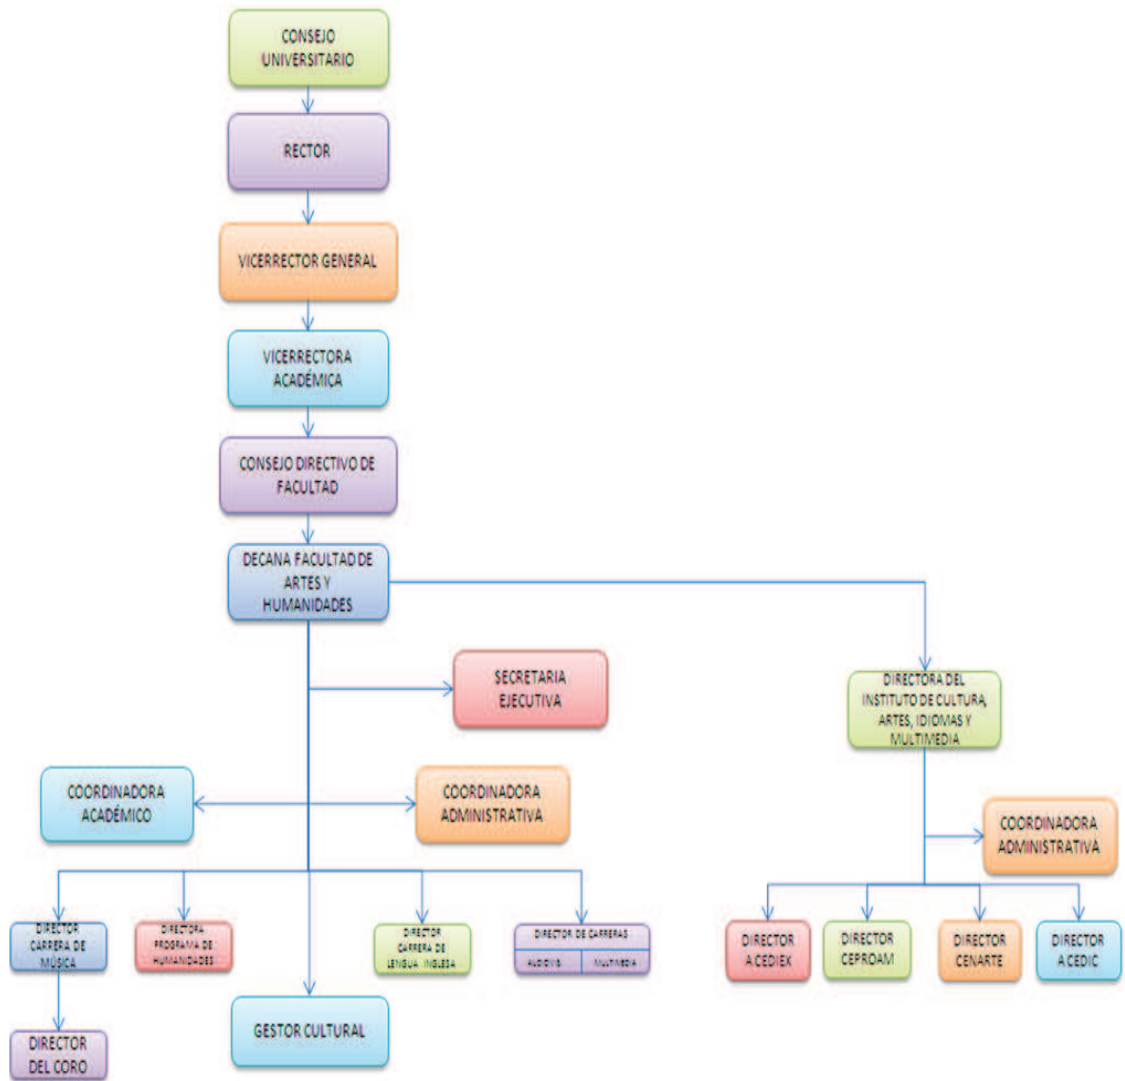 CONSEJO
UNIVERSITARIO
RECTOR
VICERRECTOR GENERAL
VICERRECTORA
ACADÉMICA
CONSEJO DIRECTIVO DE
FACULTAD
DECANA FACULTAD DE
ARTES Y
HUMANIDADES
SECRETARIA
EJECUTIVA
DIRECTORA DEL
INSTITUTO DE CULTURA,
ARTES, IDIOMAS Y
MULTIMEDIA
COORDINADORA
ACADÉMICO
COORDINADORA
ADMINISTRATIVA
COORDINADORA
ADMINISTRATIVA
DIRECTOR
CARRERA DE
MÚSICA
DIRECTORA
PROGRAMA DE
HUMANIDADES
DIRECTOR
CARRERA DE
LENGUA INGLESA
DIRECTOR DE CARRERAS
MULTIMEDIA
DIRECTOR
A CEDIEX
DIRECTOR
CEPROAM
DIRECTOR
CENARTE
DIRECTOR
A CEDIC
GESTOR CULTURAL
DIRECTOR
DEL CORO